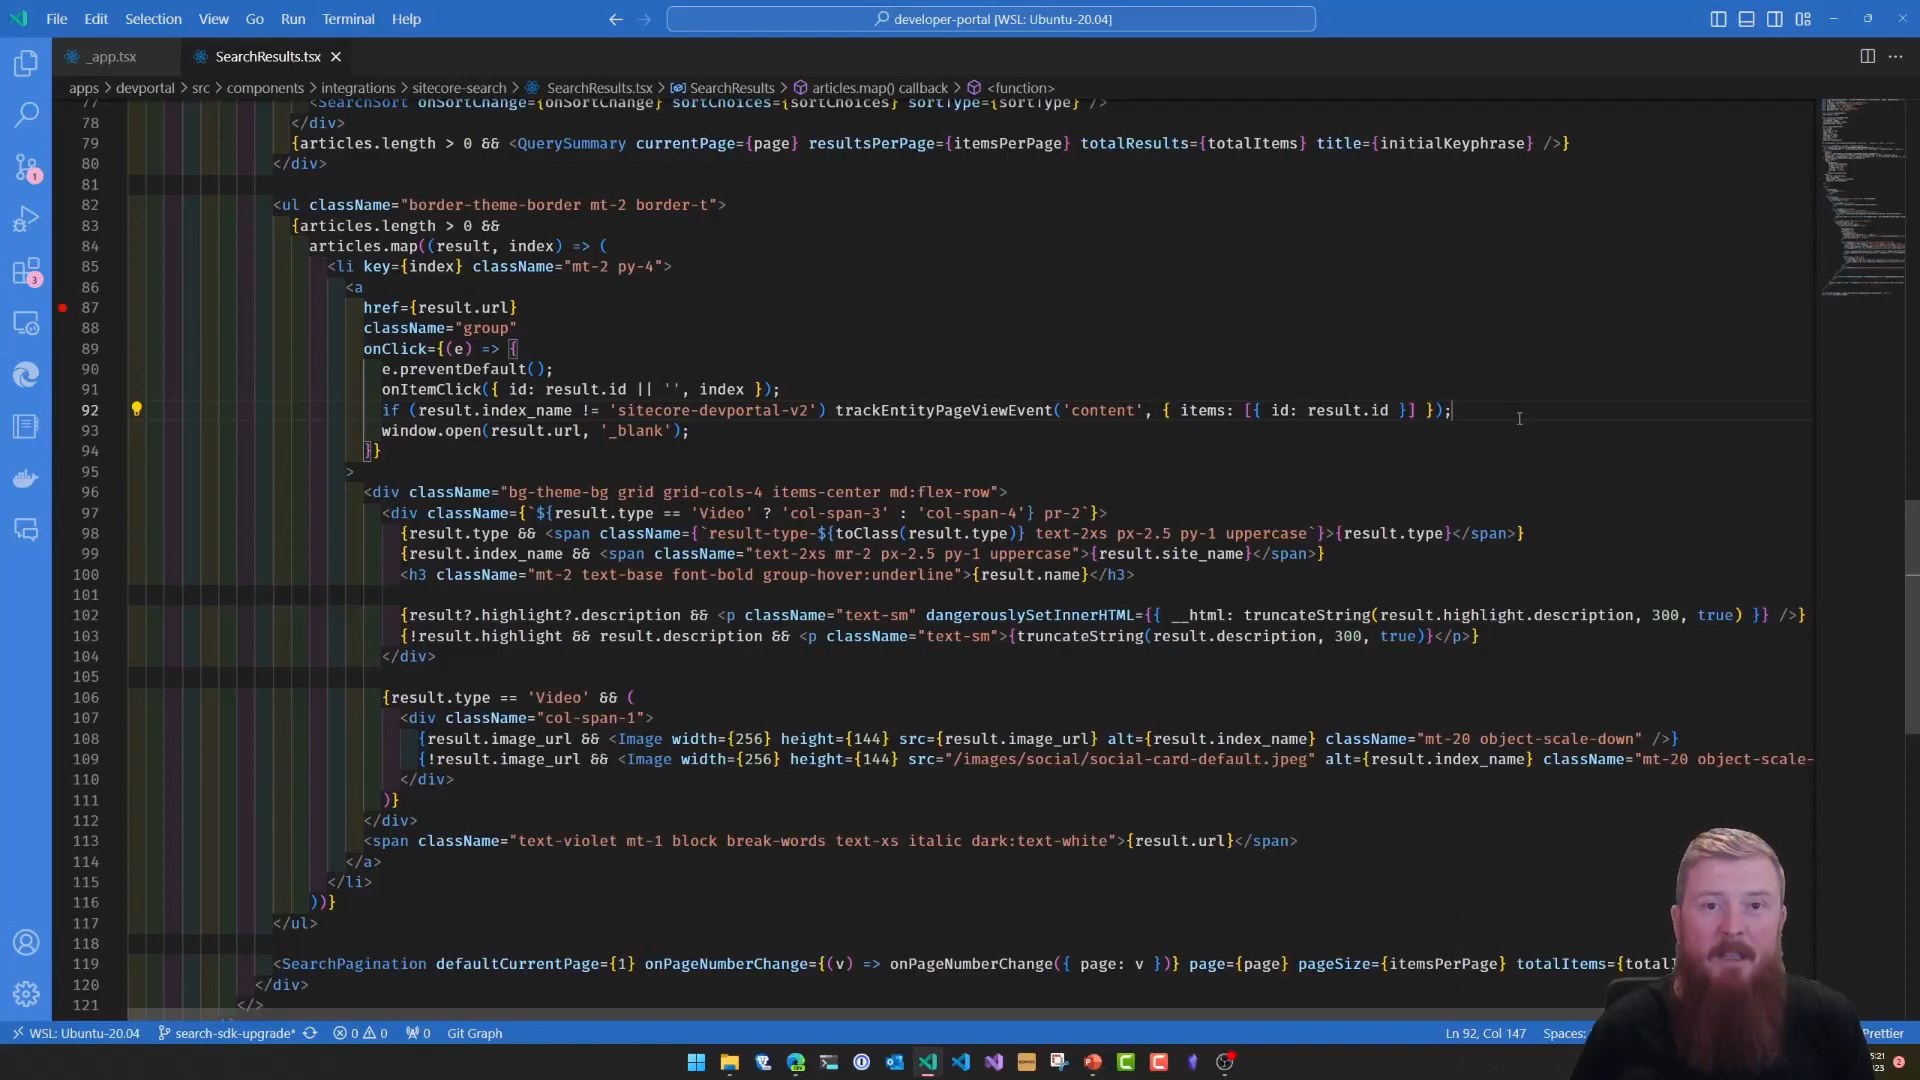 File Edit Selection View Go Run Terminal Help
developer-portal [WSL: Ubuntu-20.04]
_app.tsx
SearchResults.tsx
apps > devportal > src > components > integrations > sitecore-search > SearchResults.tsx > SearchResults > articles.map() callback > <function>
77 <SearchSort onSortChange={onSortChange} sortChoices={sortChoices} sortType={sortType} />
78 </div>
79 {articles.length > 0 && <QuerySummary currentPage={page} resultsPerPage={itemsPerPage} totalResults={totalItems} title={initialKeyphrase} />}
80 </div>
81
82 <ul className="border-theme-border mt-2 border-t">
83 {articles.length > 0 &&
84 articles.map((result, index) => (
85 <li key={index} className="mt-2 py-4">
86 <a
87 href={result.url}
88 className="group"
89 onClick={(e) => {
90 e.preventDefault();
91 onItemClick({ id: result.id || '', index });
92 if (result.index_name != 'sitecore-devportal-v2') trackEntityPageViewEvent('content', { items: [{ id: result.id }] });
93 window.open(result.url, '_blank');
94 }}
95 >
96 <div className="bg-theme-bg grid grid-cols-4 items-center md:flex-row">
97 <div className={`${result.type == 'Video' ? 'col-span-3' : 'col-span-4'} pr-2`}>
98 {result.type && <span className={`result-type-${toClass(result.type)} text-2xs px-2.5 py-1 uppercase`}>{result.type}</span>}
99 {result.index_name && <span className="text-2xs mr-2 px-2.5 py-1 uppercase">{result.site_name}</span>}
100 <h3 className="mt-2 text-base font-bold group-hover:underline">{result.name}</h3>
101
102 {result?.highlight?.description && <p className="text-sm" dangerouslySetInnerHTML={{ __html: truncateString(result.highlight.description, 300, true) }} />}
103 {!result.highlight && result.description && <p className="text-sm">{truncateString(result.description, 300, true)}</p>}
104 </div>
105
106 {result.type == 'Video' && (
107 <div className="col-span-1">
108 {result.image_url && <Image width={256} height={144} src={result.image_url} alt={result.index_name} className="mt-20 object-scale-down" />}
109 {!result.image_url && <Image width={256} height={144} src="/images/social/social-card-default.jpeg" alt={result.index_name} className="mt-20 object-scale-
110 </div>
111 )}
112 </div>
113 <span className="text-violet mt-1 block break-words text-xs italic dark:text-white">{result.url}</span>
114 </a>
115 </li>
116 ))}
117 </ul>
118
119 <SearchPagination defaultCurrentPage={1} onPageNumberChange={(v) => onPageNumberChange({ page: v })} page={page} pageSize={itemsPerPage} totalItems={totalI
120 </div>
121 </>
1
3
WSL: Ubuntu-20.04 search-sdk-upgrade* 0 0 0 Git Graph Ln 92, Col 147 Spaces: Prettier